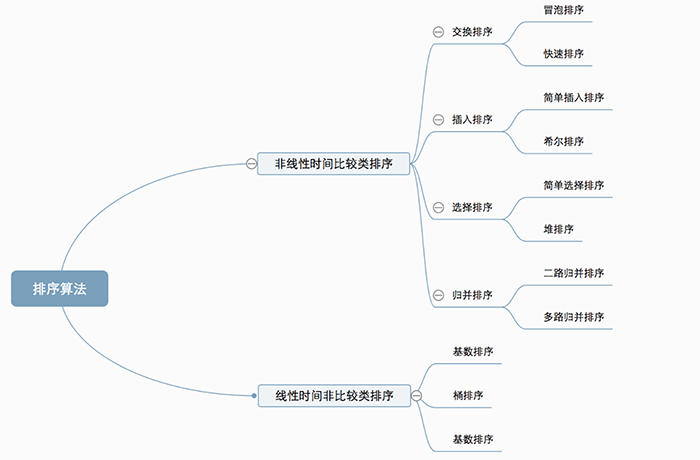 排序算法
非线性时间比较类排序
交换排序
冒泡排序
快速排序
插入排序
简单插入排序
希尔排序
选择排序
简单选择排序
堆排序
归并排序
二路归并排序
多路归并排序
线性时间非比较类排序
基数排序
桶排序
基数排序